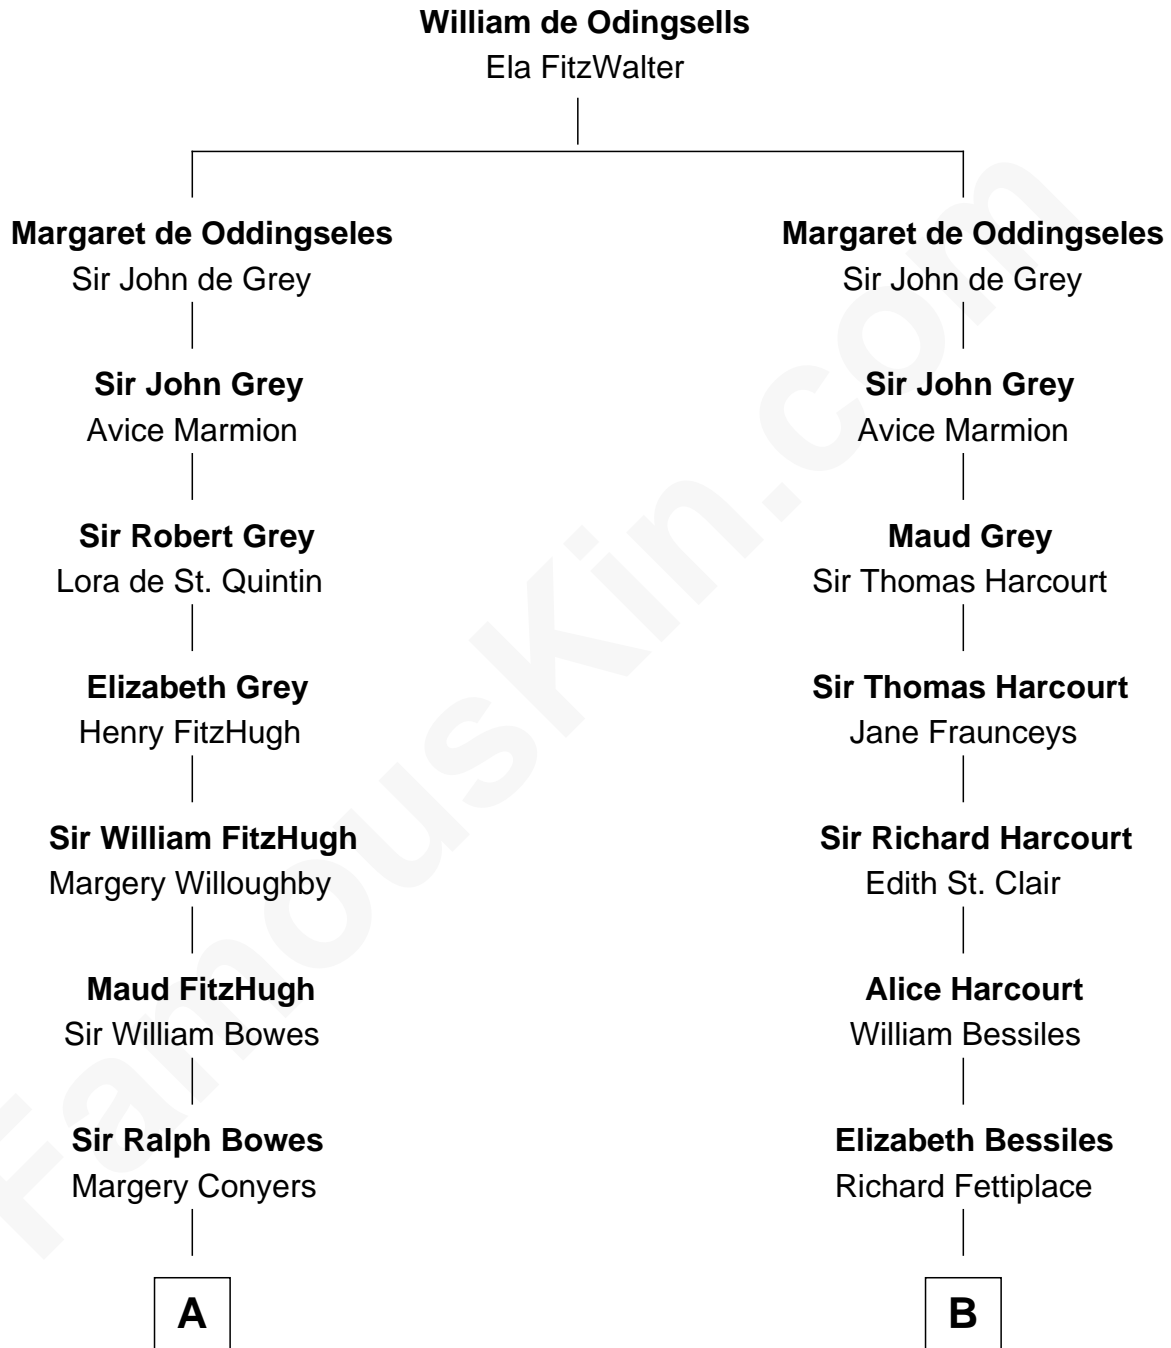 William de Odingsells
Ela FitzWalter
Margaret de Oddingseles
Sir John de Grey
Sir John Grey
Avice Marmion
Sir Robert Grey
Lora de St. Quintin
Elizabeth Grey
Henry FitzHugh
Sir William FitzHugh
Margery Willoughby
Maud FitzHugh
Sir William Bowes
Sir Ralph Bowes
Margery Conyers
A
Margaret de Oddingseles
Sir John de Grey
Sir John Grey
Avice Marmion
Maud Grey
Sir Thomas Harcourt
Sir Thomas Harcourt
Jane Fraunceys
Sir Richard Harcourt
Edith St. Clair
Alice Harcourt
William Bessiles
Elizabeth Bessiles
Richard Fettiplace
B
FamousKin.com